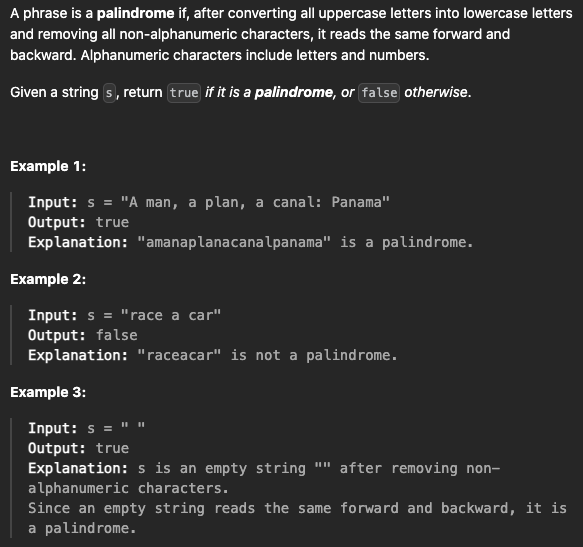 A phrase is a palindrome if, after converting all uppercase letters into lowercase letters
and removing all non-alphanumeric characters, it reads the same forward and
backward. Alphanumeric characters include letters and numbers.
Given a string s, return true if it is a palindrome, or false otherwise.
Example 1:
Input: s = "A man, a plan, a canal: Panama"
Output: true
Explanation: "amanaplanacanalpanama" is a palindrome.
Example 2:
Input: s = "race a car"
Output: false
Explanation: "raceacar" is not a palindrome.
Example 3:
Input: s = " "
Output: true
Explanation: s is an empty string "" after removing non-
alphanumeric characters.
Since an empty string reads the same forward and backward, it is
a palindrome.